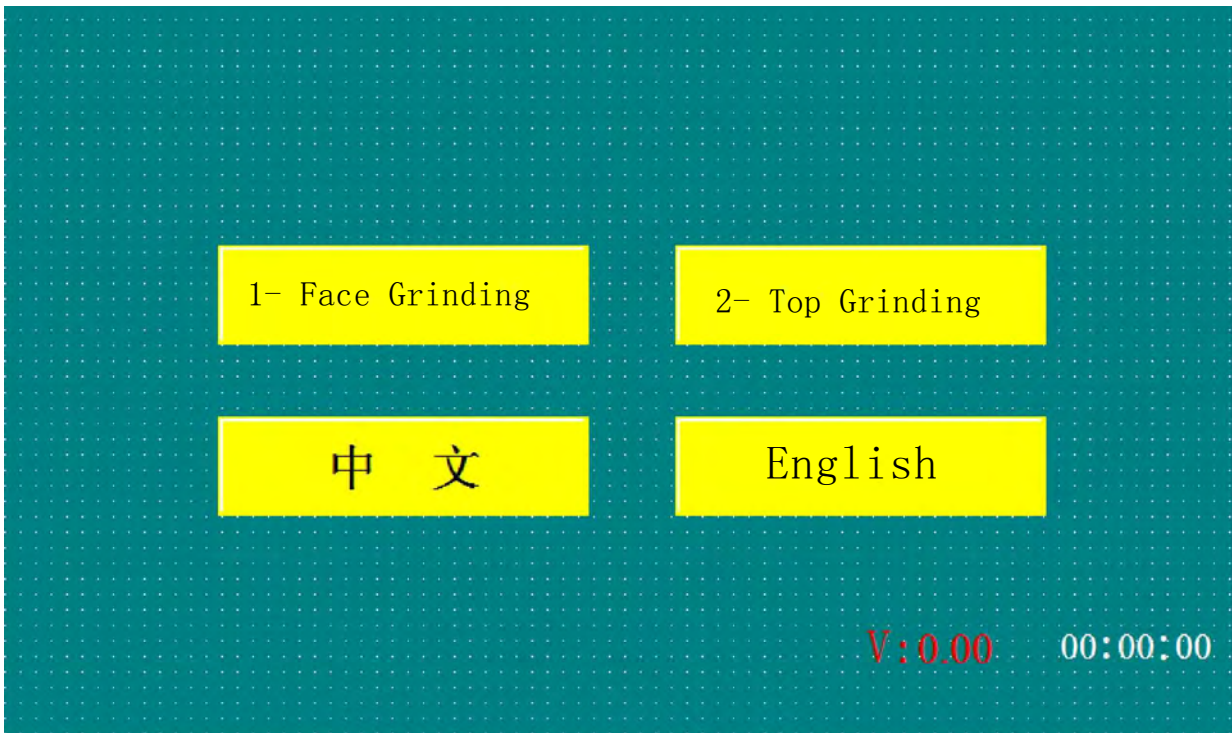 1- Face Grinding
2- Top Grinding
中 文
English
V:0.00
00:00:00